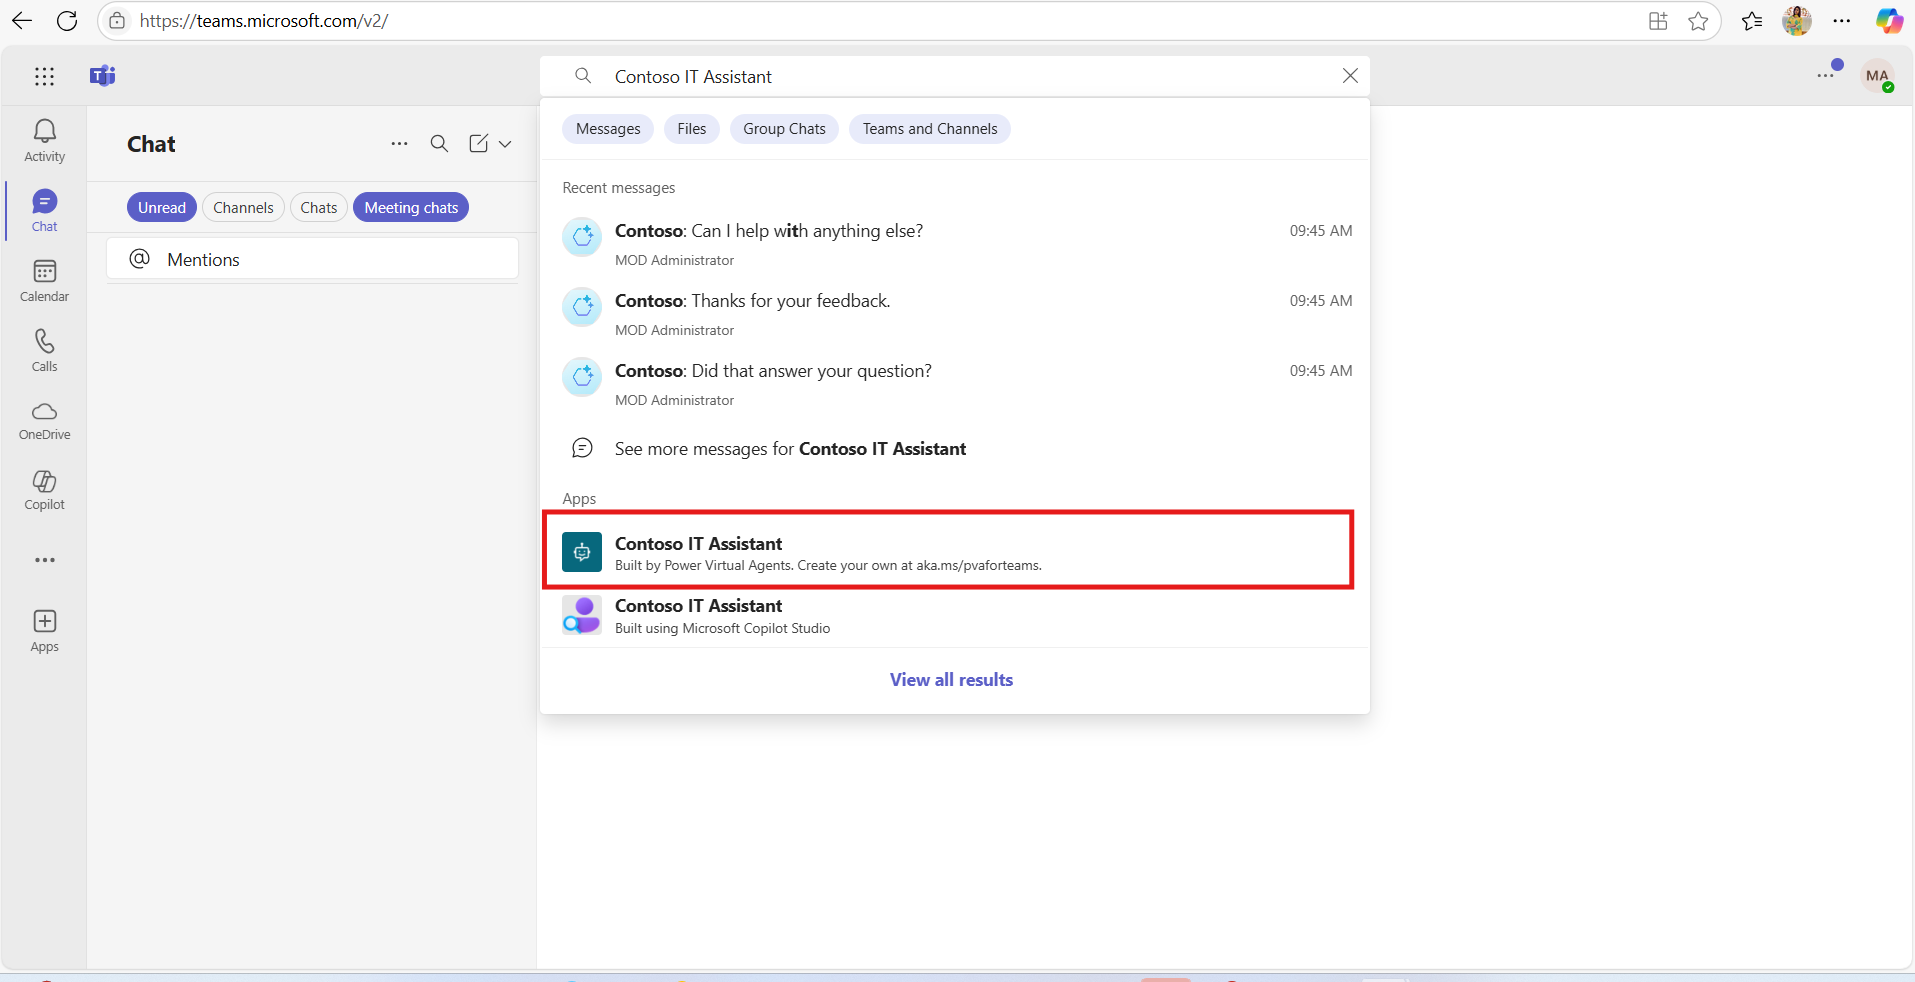 https://teams.microsoft.com/v2/
Contoso IT Assistant
MA
Messages
Files
Group Chats
Teams and Channels
Activity
Chat
Calendar
Calls
OneDrive
Copilot
Apps
Chat
Unread
Channels
Chats
Meeting chats
@ Mentions
Recent messages
Contoso: Can I help with anything else?
09:45 AM
MOD Administrator
Contoso: Thanks for your feedback.
09:45 AM
MOD Administrator
Contoso: Did that answer your question?
09:45 AM
MOD Administrator
See more messages for Contoso IT Assistant
Apps
Contoso IT Assistant
Built by Power Virtual Agents. Create your own at aka.ms/pvaforteams.
Contoso IT Assistant
Built using Microsoft Copilot Studio
View all results